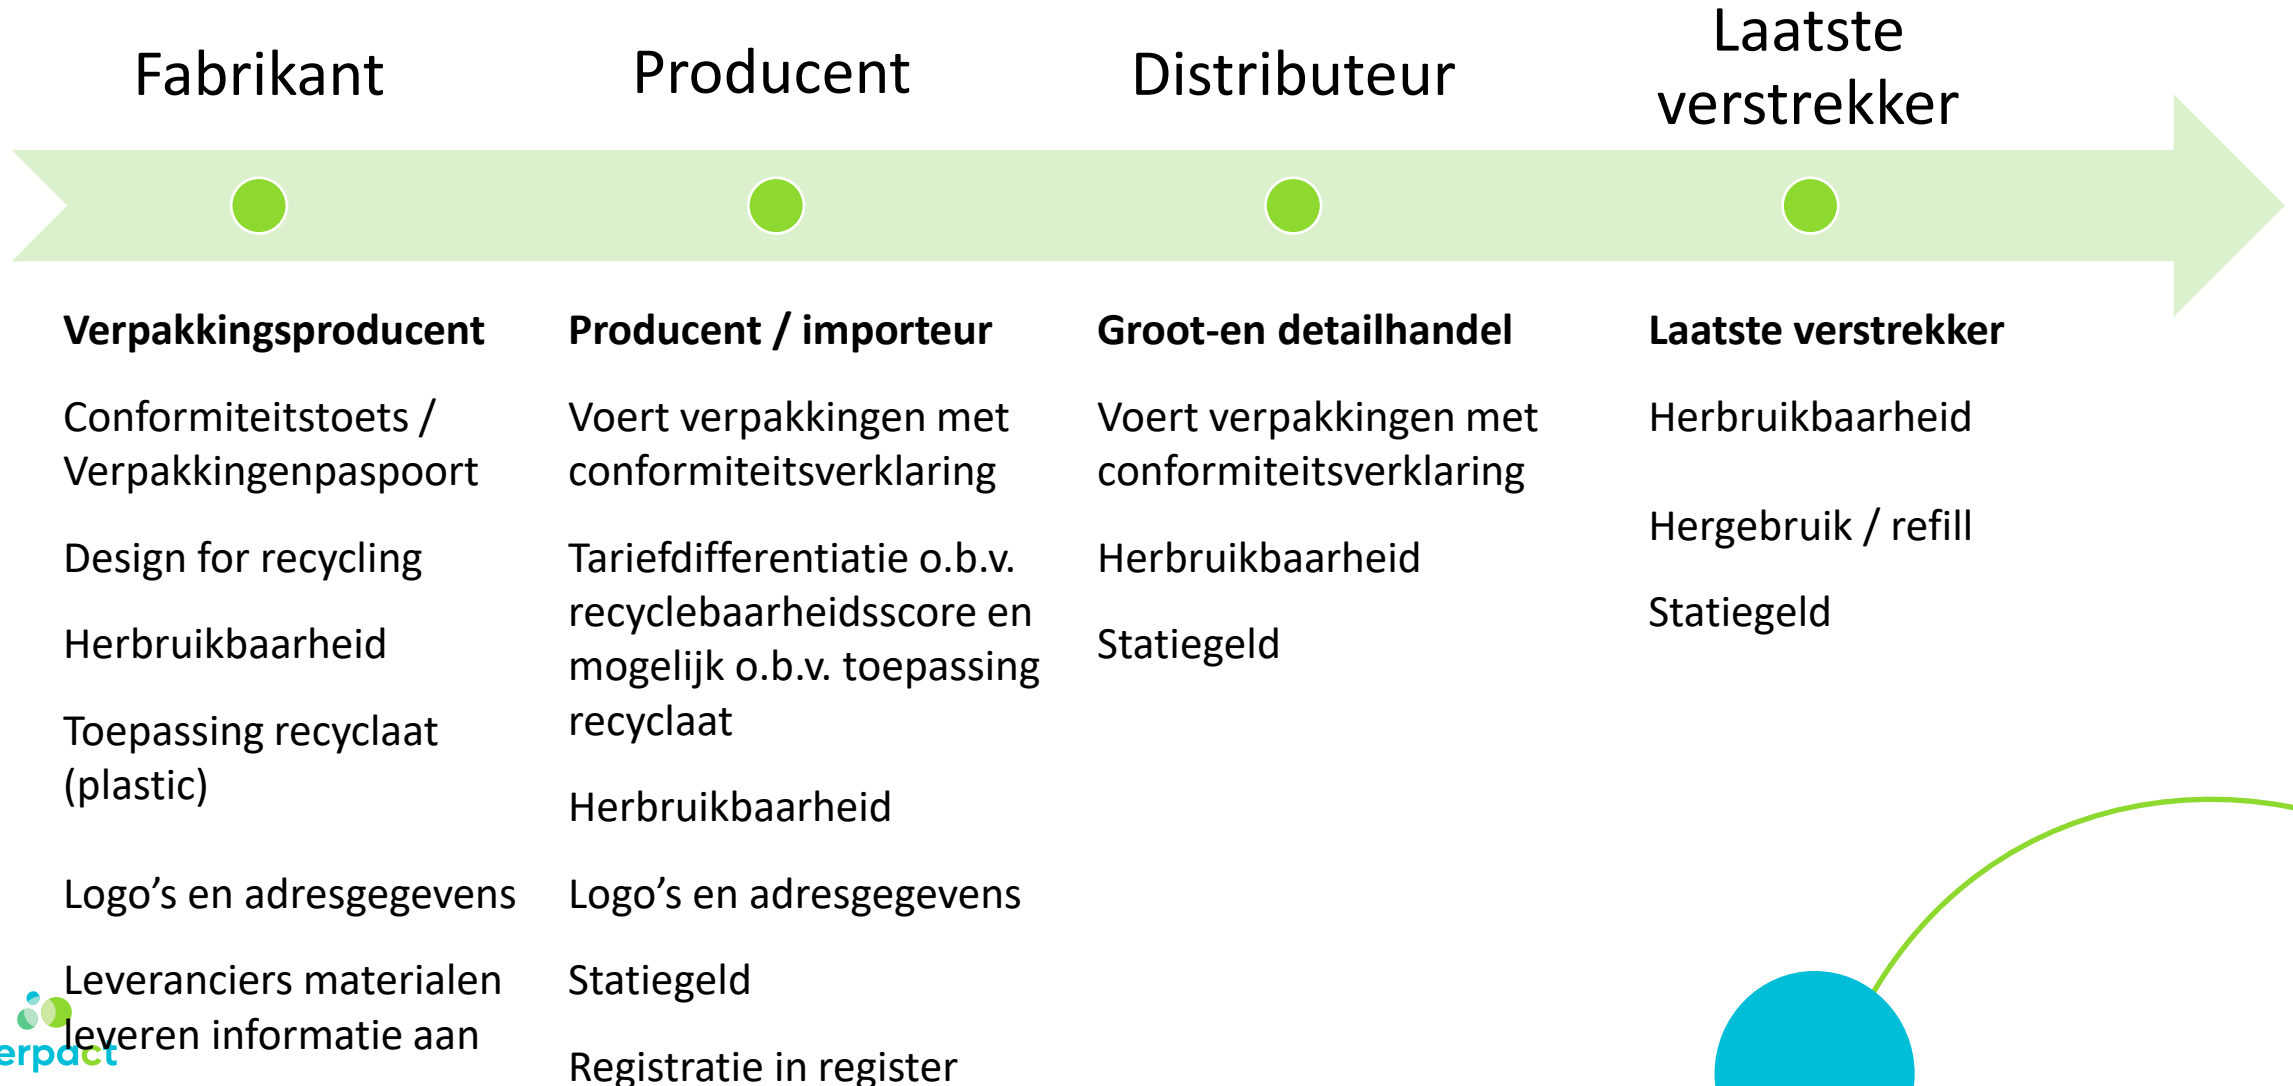 Fabrikant
Producent
Distributeur
Laatste
verstrekker
Verpakkingsproducent
Conformiteitstoets /
Verpakkingenpaspoort
Design for recycling
Herbruikbaarheid
Toepassing recyclaat
(plastic)
Logo’s en adresgegevens
Leveranciers materialen
leveren informatie aan
Producent / importeur
Voert verpakkingen met
conformiteitsverklaring
Tariefdifferentiatie o.b.v.
recyclebaarheidsscore en
mogelijk o.b.v. toepassing
recyclaat
Herbruikbaarheid
Logo’s en adresgegevens
Statiegeld
Registratie in register
Groot-en detailhandel
Voert verpakkingen met
conformiteitsverklaring
Herbruikbaarheid
Statiegeld
Laatste verstrekker
Herbruikbaarheid
Hergebruik / refill
Statiegeld
erpact